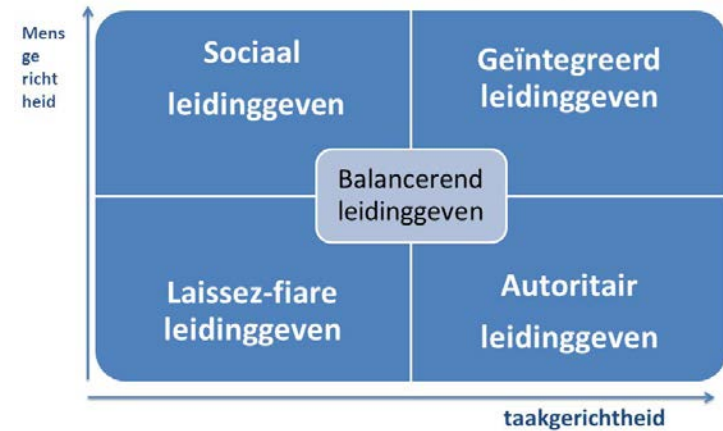 Mens
ge
richt
heid
Sociaal
leidinggeven
Geïntegreerd
leidinggeven
Balancerend
leidinggeven
Laissez-fiare
leidinggeven
Autoritair
leidinggeven
taakgerichtheid